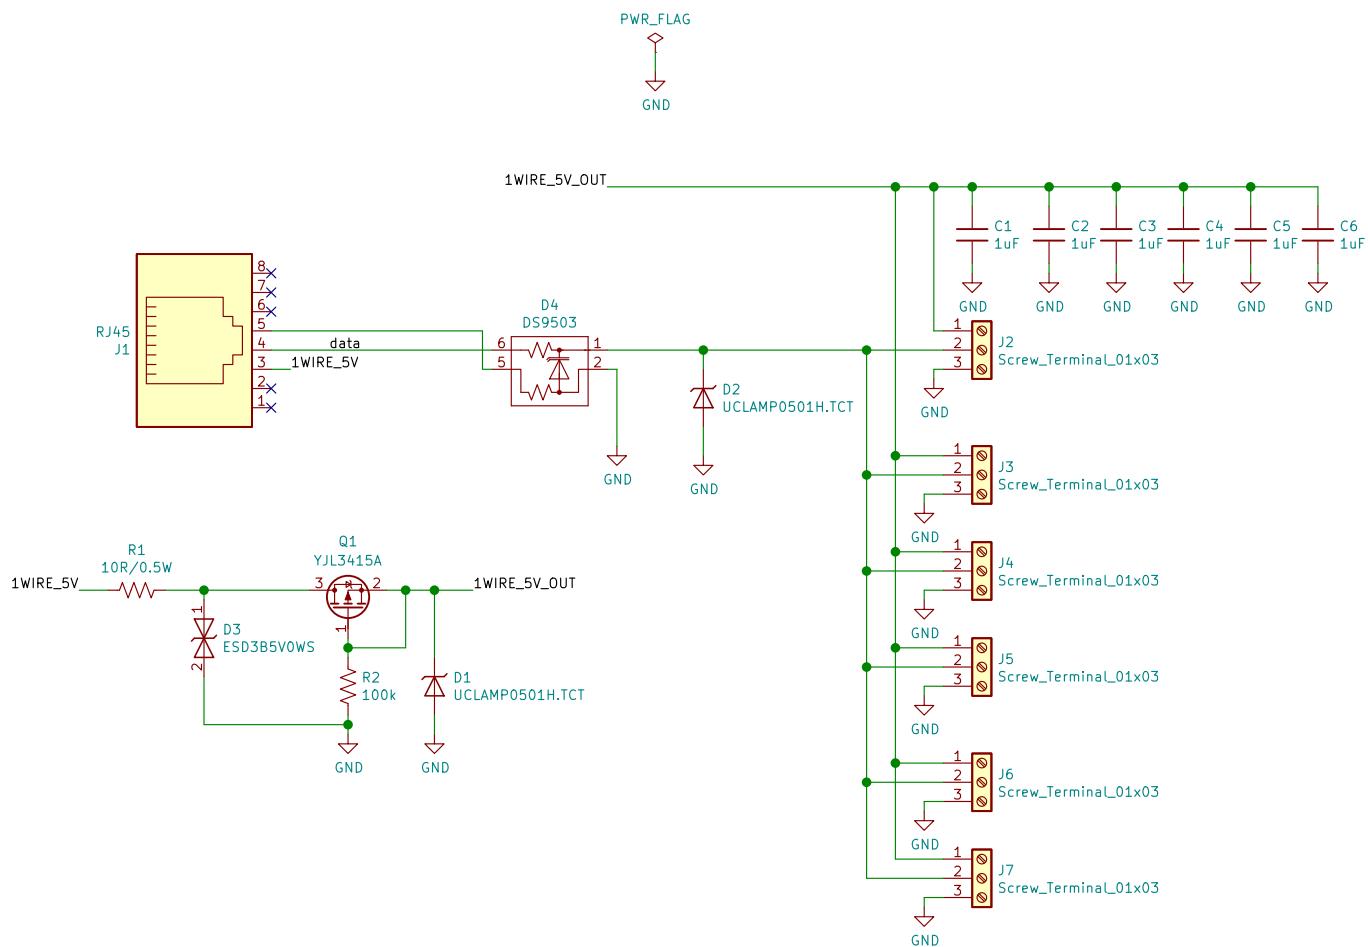 PWR_FLAG
GND
1WIRE_5V_OUT
C1
1uF
C2
1uF
C3
1uF
C4
1uF
C5
1uF
C6
1uF
GND
GND
GND
GND
GND
GND
RJ45
J1
8
7
6
5
4
3
2
1
data
1WIRE_5V
D4
DS9503
6
5
1
2
GND
D2
UCLAMP0501H.TCT
GND
1
2
3
J2
Screw_Terminal_01x03
GND
1
2
3
J3
Screw_Terminal_01x03
GND
1
2
3
J4
Screw_Terminal_01x03
GND
1
2
3
J5
Screw_Terminal_01x03
GND
1
2
3
J6
Screw_Terminal_01x03
GND
1
2
3
J7
Screw_Terminal_01x03
GND
1WIRE_5V
R1
10R/0.5W
1
D3
ESD3B5V0WS
2
Q1
YJL3415A
3
2
1
1WIRE_5V_OUT
R2
100k
GND
D1
UCLAMP0501H.TCT
GND